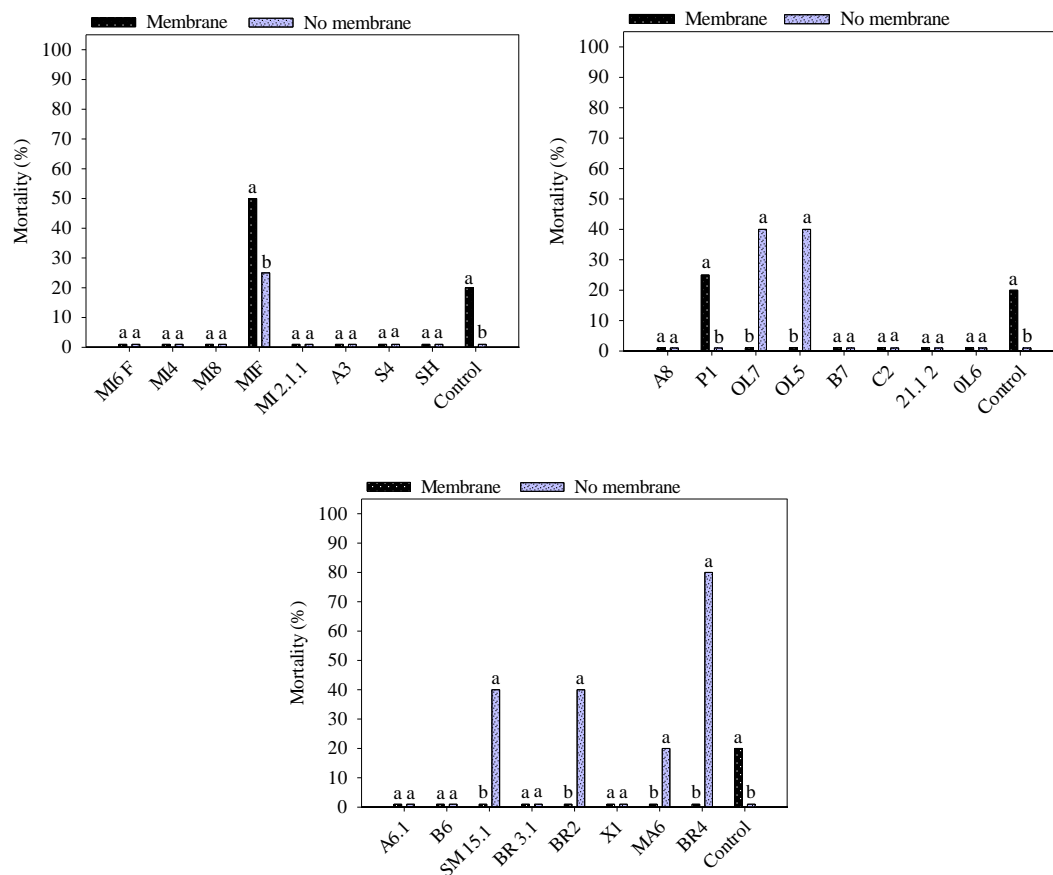 Membrane No membrane
Mortality (%)
100
90
80
70
60
50
40
30
20
10
0
a a a a a a a b a a a a a a a a a b
MI6 F MI4 MI8 MIF MI 2.1.1 A3 S4 SH Control
Membrane No membrane
Mortality (%)
100
90
80
70
60
50
40
30
20
10
0
a a a b b a b a a a a a a a a a a b
A8 P1 OL7 OL5 B7 C2 21.1 2 0L6 Control
Membrane No membrane
Mortality (%)
100
90
80
70
60
50
40
30
20
10
0
a a a a b a a a b a a a b a b a a b
A6.1 B6 SM 15.1 BR 3.1 BR2 X1 MA6 BR4 Control